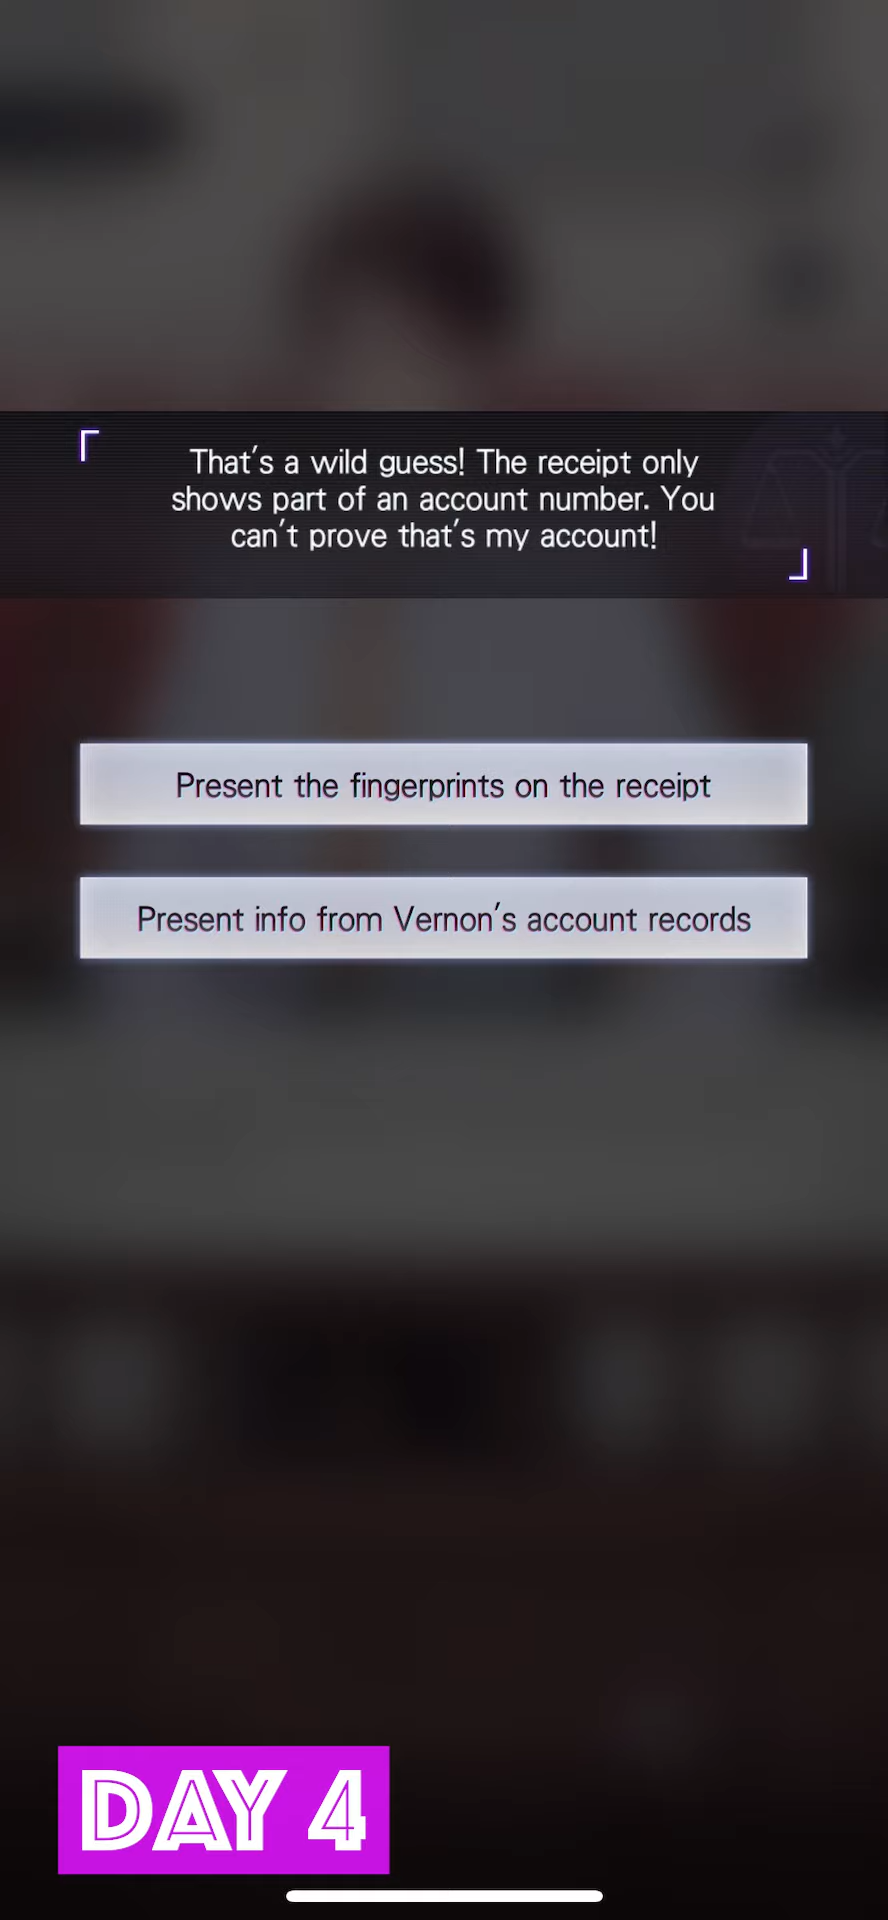 That's a wild guess! The receipt only
shows part of an account number. You
can't prove that's my account!
Present the fingerprints on the receipt
Present info from Vernon's account records
DAY 4